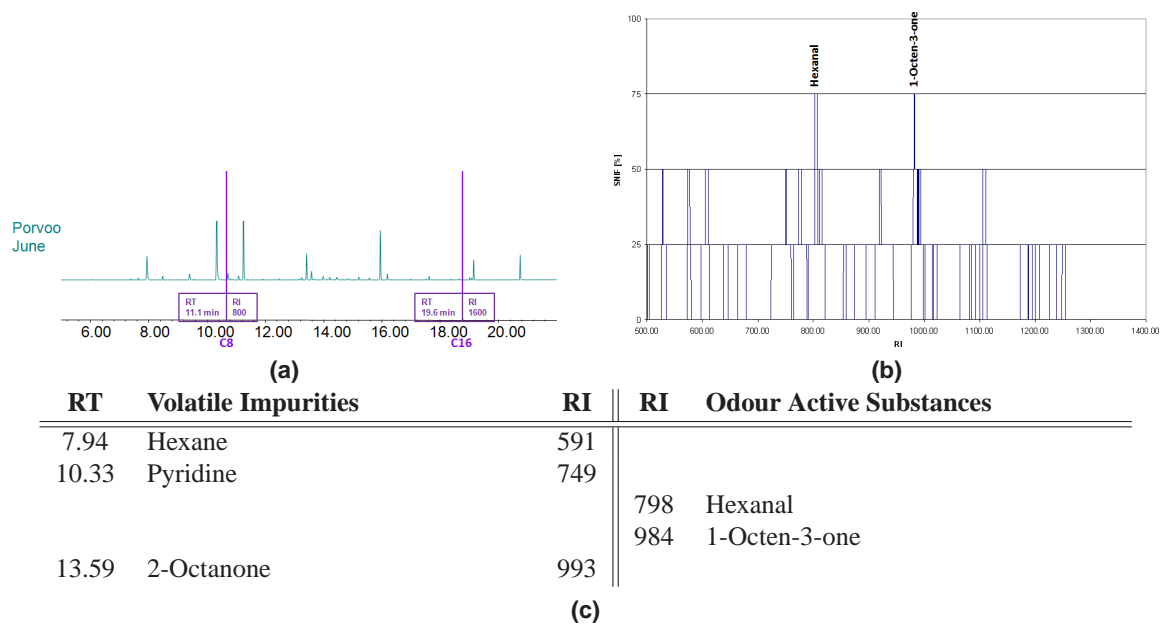 Porvoo
June
RT
11.1 min
RI
800
RT
19.6 min
RI
1600
6.00 8.00 10.00 12.00 14.00 16.00 18.00 20.00
C8 C16
(a)
Hexanal
1-Octen-3-one
100
75
50
25
0
SNIF [%]
500.00 600.00 700.00 800.00 900.00 1000.00 1100.00 1200.00 1300.00 1400.00
RI
(b)
RT Volatile Impurities RI RI Odour Active Substances
7.94 Hexane 591
10.33 Pyridine 749
798 Hexanal
984 1-Octen-3-one
13.59 2-Octanone 993
(c)